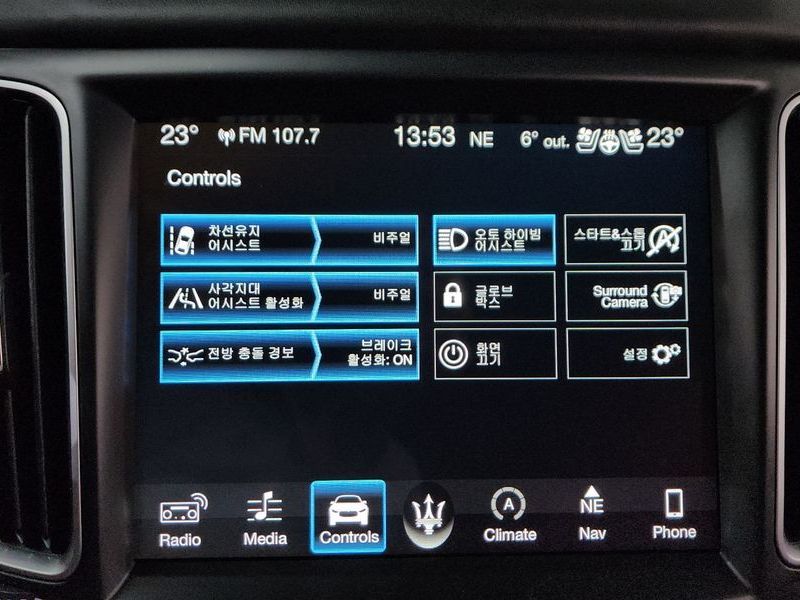 23° FM 107.7 13:53 NE 6° out. 23°
Controls
차선유지
어시스트
비주얼
오토 하이빔
어시스트
스타트&스톱
끄기
사각지대
어시스트 활성화
비주얼
글로브
박스
Surround
Camera
전방 충돌 경보
브레이크
활성화: ON
화면
끄기
설정
A
NE
Radio
Media
Controls
Climate
Nav
Phone